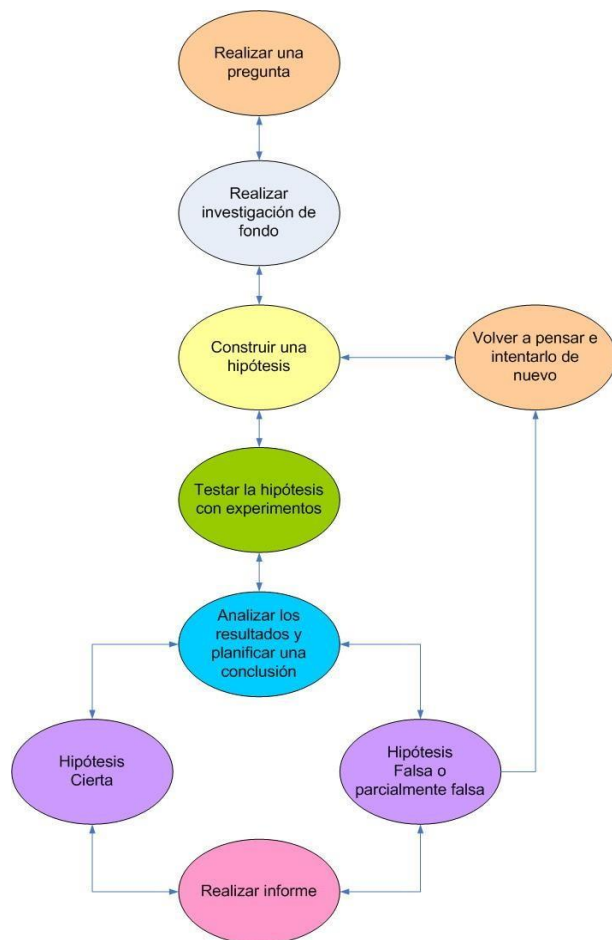 Realizar una
pregunta
Realizar
investigación de
fondo
Construir una
hipótesis
Volver a pensar e
intentarlo de
nuevo
Testar la hipótesis
con experimentos
Analizar los
resultados y
planificar una
conclusión
Hipótesis
Cierta
Hipótesis
Falsa o
parcialmente falsa
Realizar informe